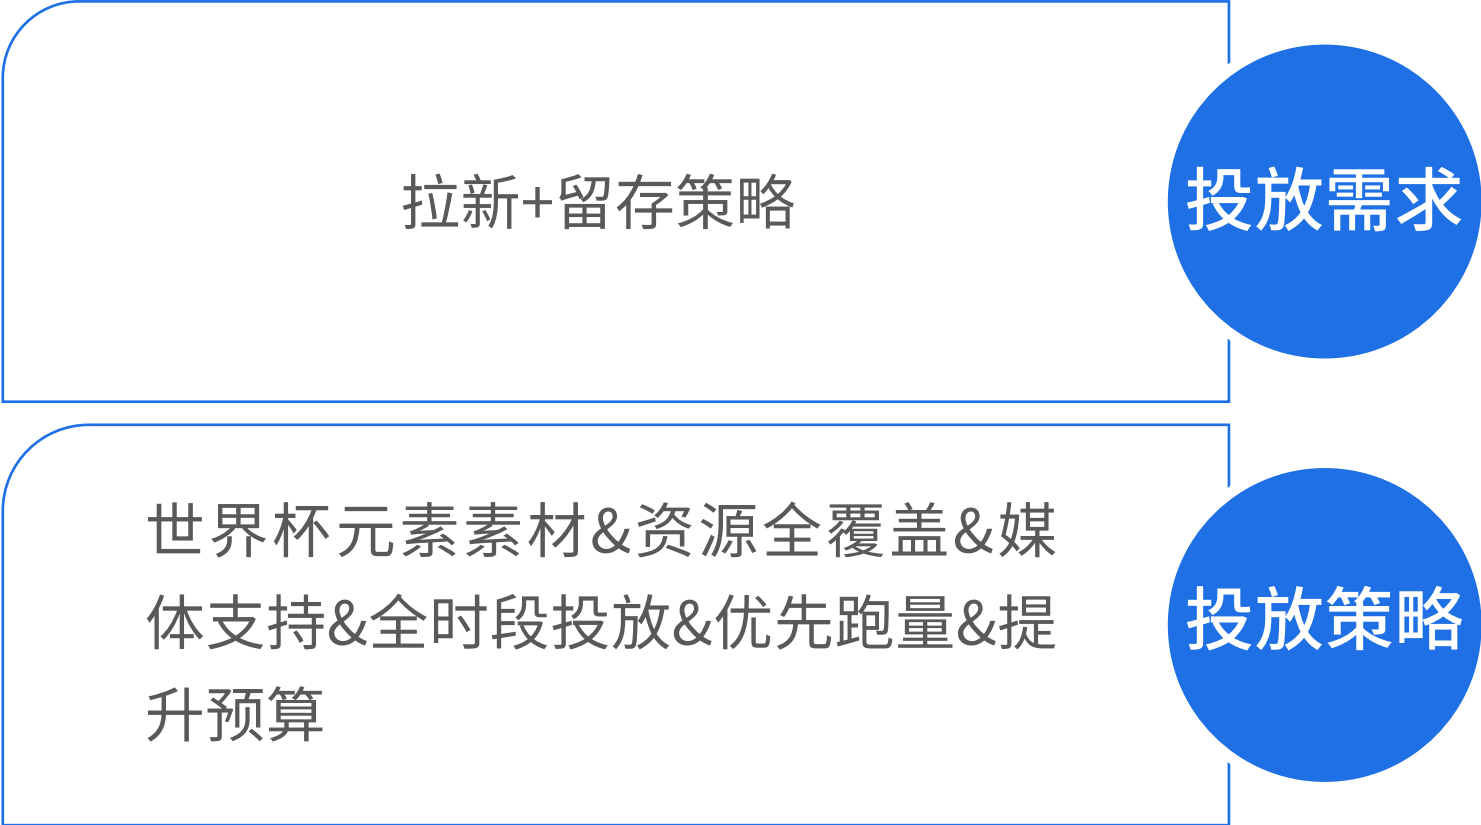 拉新+留存策略
投放需求
世界杯元素素材&资源全覆盖&媒
体支持&全时段投放&优先跑量&提
升预算
投放策略